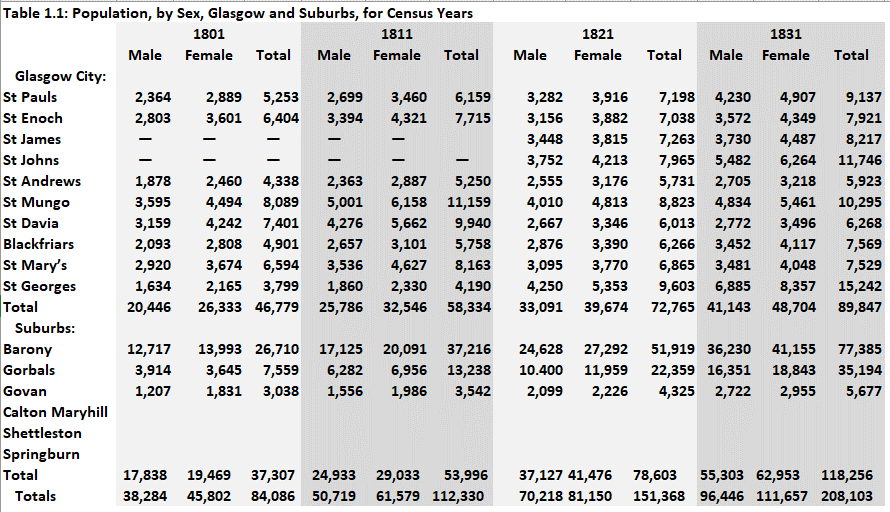 Table 1.1: Population, by Sex, Glasgow and Suburbs, for Census Years
1801 1811 1821 1831
Male Female Total Male Female Total Male Female Total Male Female Total
Glasgow City:
St Pauls 2,364 2,889 5,253 2,699 3,460 6,159 3,282 3,916 7,198 4,230 4,907 9,137
St Enoch 2,803 3,601 6,404 3,394 4,321 7,715 3,156 3,882 7,038 3,572 4,349 7,921
St James — — — — — 3,448 3,815 7,263 3,730 4,487 8,217
St Johns — — — — — — 3,752 4,213 7,965 5,482 6,264 11,746
St Andrews 1,878 2,460 4,338 2,363 2,887 5,250 2,555 3,176 5,731 2,705 3,218 5,923
St Mungo 3,595 4,494 8,089 5,001 6,158 11,159 4,010 4,813 8,823 4,834 5,461 10,295
St Davia 3,159 4,242 7,401 4,276 5,662 9,940 2,667 3,346 6,013 2,772 3,496 6,268
Blackfriars 2,093 2,808 4,901 2,657 3,101 5,758 2,876 3,390 6,266 3,452 4,117 7,569
St Mary’s 2,920 3,674 6,594 3,536 4,627 8,163 3,095 3,770 6,865 3,481 4,048 7,529
St Georges 1,634 2,165 3,799 1,860 2,330 4,190 4,250 5,353 9,603 6,885 8,357 15,242
Total 20,446 26,333 46,779 25,786 32,546 58,334 33,091 39,674 72,765 41,143 48,704 89,847
Suburbs:
Barony 12,717 13,993 26,710 17,125 20,091 37,216 24,628 27,292 51,919 36,230 41,155 77,385
Gorbals 3,914 3,645 7,559 6,282 6,956 13,238 10.400 11,959 22,359 16,351 18,843 35,194
Govan 1,207 1,831 3,038 1,556 1,986 3,542 2,099 2,226 4,325 2,722 2,955 5,677
Calton Maryhill
Shettleston
Springburn
Total 17,838 19,469 37,307 24,933 29,033 53,996 37,127 41,476 78,603 55,303 62,953 118,256
Totals 38,284 45,802 84,086 50,719 61,579 112,330 70,218 81,150 151,368 96,446 111,657 208,103